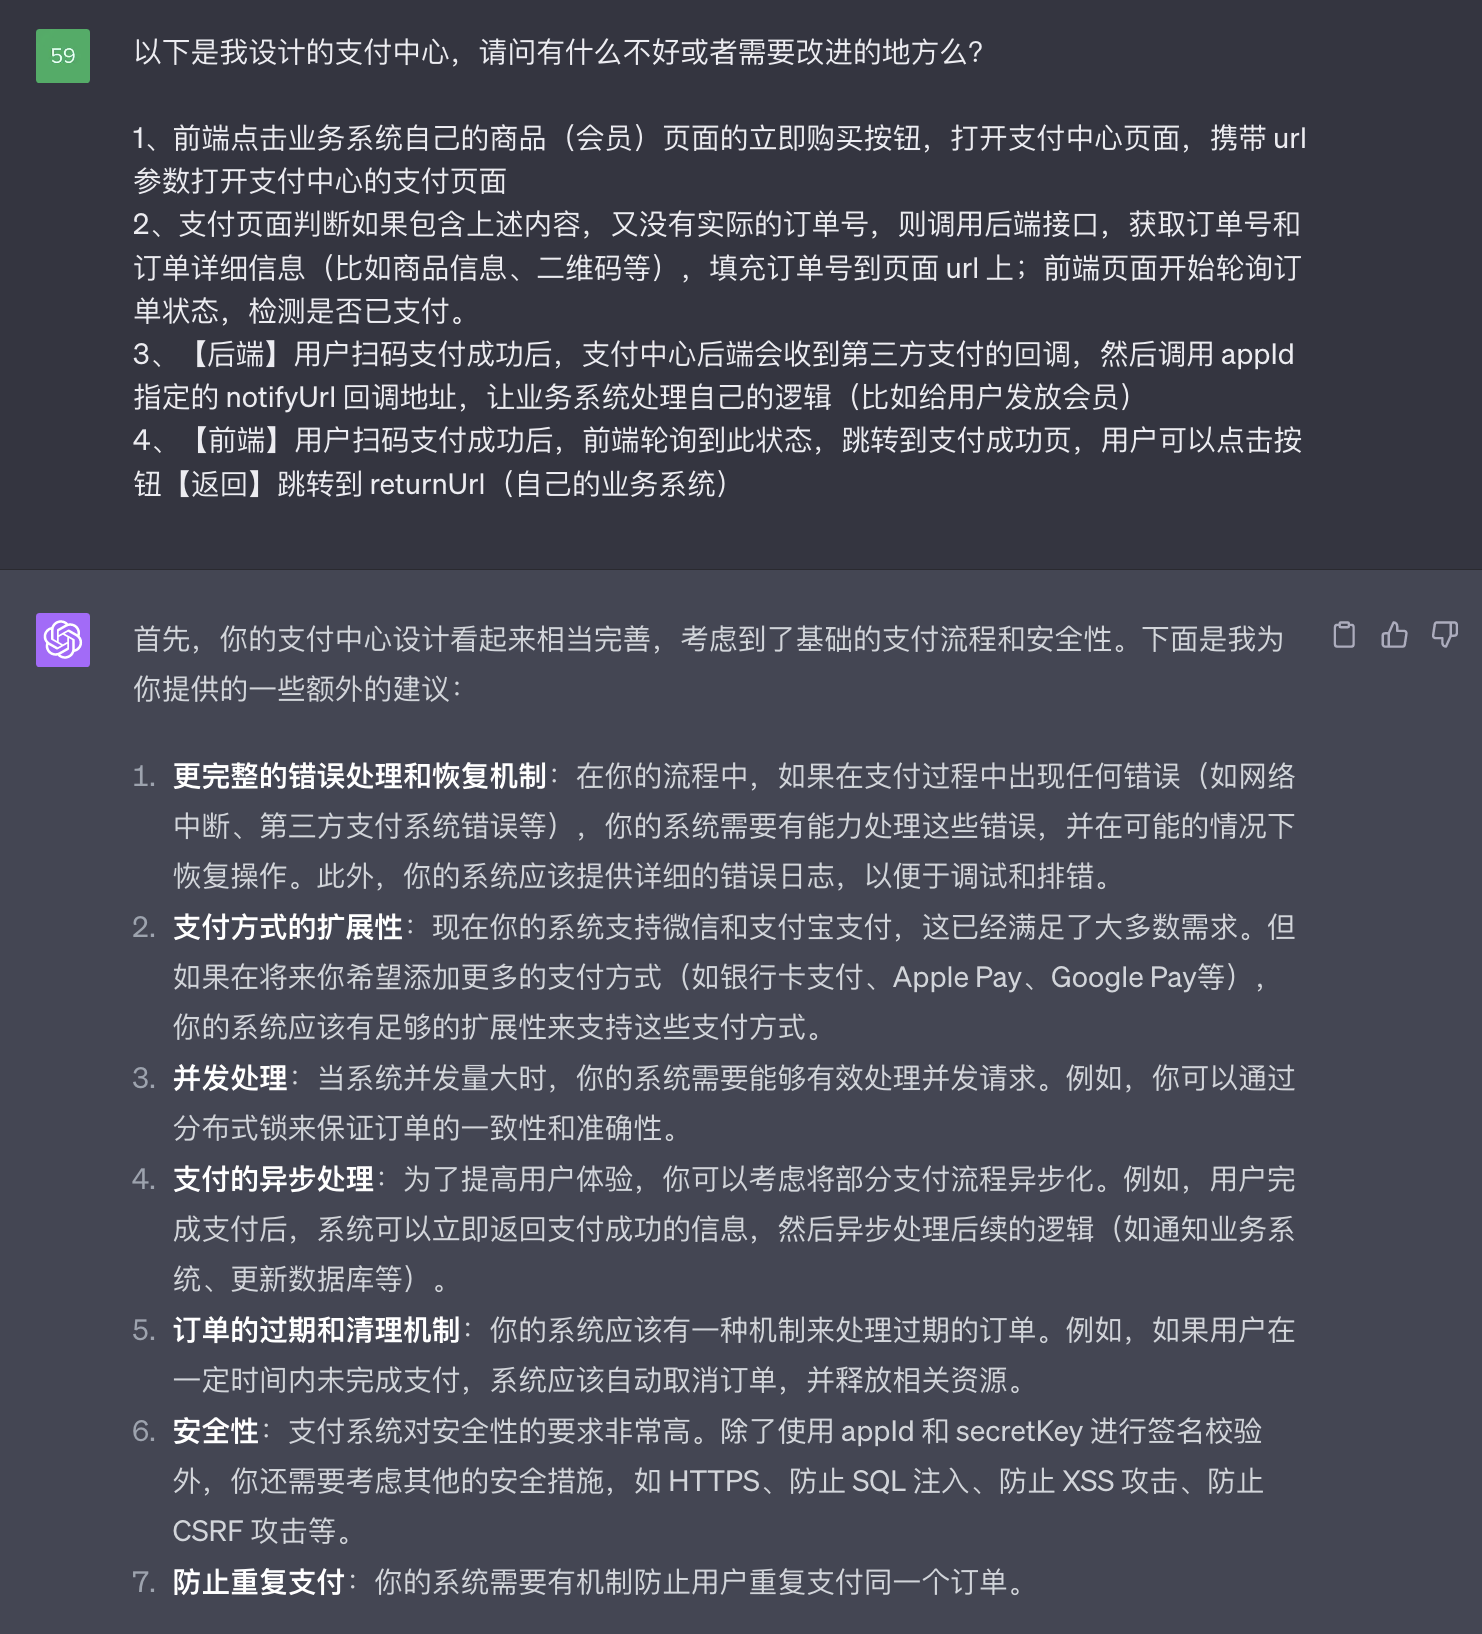 59
以下是我设计的支付中心，请问有什么不好或者需要改进的地方么？
1、前端点击业务系统自己的商品（会员）页面的立即购买按钮，打开支付中心页面，携带 url
参数打开支付中心的支付页面
2、支付页面判断如果包含上述内容，又没有实际的订单号，则调用后端接口，获取订单号和
订单详细信息（比如商品信息、二维码等），填充订单号到页面 url 上；前端页面开始轮询订
单状态，检测是否已支付。
3、【后端】用户扫码支付成功后，支付中心后端会收到第三方支付的回调，然后调用 appId
指定的 notifyUrl 回调地址，让业务系统处理自己的逻辑（比如给用户发放会员）
4、【前端】用户扫码支付成功后，前端轮询到此状态，跳转到支付成功页，用户可以点击按
钮【返回】跳转到 returnUrl（自己的业务系统）
首先，你的支付中心设计看起来相当完善，考虑到了基础的支付流程和安全性。下面是我为
你提供的一些额外的建议：
1. 更完整的错误处理和恢复机制：在你的流程中，如果在支付过程中出现任何错误（如网络
中断、第三方支付系统错误等），你的系统需要有能力处理这些错误，并在可能的情况下
恢复操作。此外，你的系统应该提供详细的错误日志，以便于调试和排错。
2. 支付方式的扩展性：现在你的系统支持微信和支付宝支付，这已经满足了大多数需求。但
如果在将来你希望添加更多的支付方式（如银行卡支付、Apple Pay、Google Pay等），
你的系统应该有足够的扩展性来支持这些支付方式。
3. 并发处理：当系统并发量大时，你的系统需要能够有效处理并发请求。例如，你可以通过
分布式锁来保证订单的一致性和准确性。
4. 支付的异步处理：为了提高用户体验，你可以考虑将部分支付流程异步化。例如，用户完
成支付后，系统可以立即返回支付成功的信息，然后异步处理后续的逻辑（如通知业务系
统、更新数据库等）。
5. 订单的过期和清理机制：你的系统应该有一种机制来处理过期的订单。例如，如果用户在
一定时间内未完成支付，系统应该自动取消订单，并释放相关资源。
6. 安全性：支付系统对安全性的要求非常高。除了使用 appId 和 secretKey 进行签名校验
外，你还需要考虑其他的安全措施，如 HTTPS、防止 SQL 注入、防止 XSS 攻击、防止
CSRF 攻击等。
7. 防止重复支付：你的系统需要有机制防止用户重复支付同一个订单。